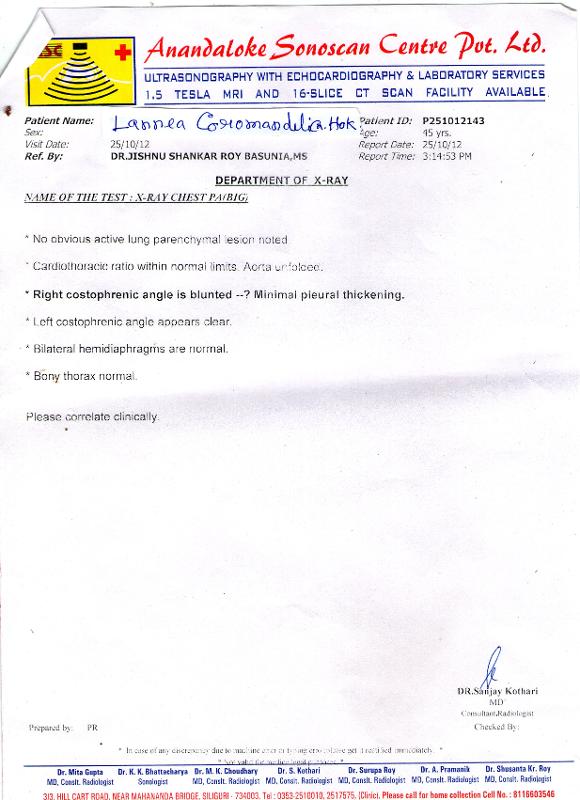 SC
Anandaloke Sonoscan Centre Pvt. Ltd.
ULTRASONOGRAPHY WITH ECHOCARDIOGRAPHY & LABORATORY SERVICES
1.5 TESLA MRI AND 16-SLICE CT SCAN FACILITY AVAILABLE
Patient Name: Lannea Coromandelica.Hok Patient ID: P251012143
Sex: Age: 45 yrs.
Visit Date: 25/10/12 Report Date: 25/10/12
Ref. By: DR.JISHNU SHANKAR ROY BASUNIA,MS Report Time: 3:14:53 PM
DEPARTMENT OF X-RAY
NAME OF THE TEST : X-RAY CHEST PA(BIG)
* No obvious active lung parenchymal lesion noted
* Cardiothoracic ratio within normal limits. Aorta unfolded.
* Right costophrenic angle is blunted --? Minimal pleural thickening.
* Left costophrenic angle appears clear.
* Bilateral hemidiaphragms are normal.
* Bony thorax normal.
Please correlate clinically.
DR.Sanjay Kothari
MD
Consultant,Radiologist
Prepared by: PR Checked By:
* In case of any discrepency due to machine error or typing error please get it rectified immediately. *
* Not valid for medico legal purpose. *
Dr. Mita Gupta Dr. K. K. Bhattacharya Dr. M. K. Choudhary Dr. S. Kothari Dr. Surupa Roy Dr. A. Pramanik Dr. Shusanta Kr. Roy
MD, Conslt. Radiologist Sonologist MD, Conslt. Radiologist MD, Conslt. Radiologist MD, Conslt. Radiologist MD, Conslt. Radiologist MD, Conslt. Radiologist
3/3, HILL CART ROAD, NEAR MAHANANDA BRIDGE, SILIGURI - 734003, Tel : 0353-2510010, 2517575, (Clinic), Please call for home collection Cell No.: 8116603546